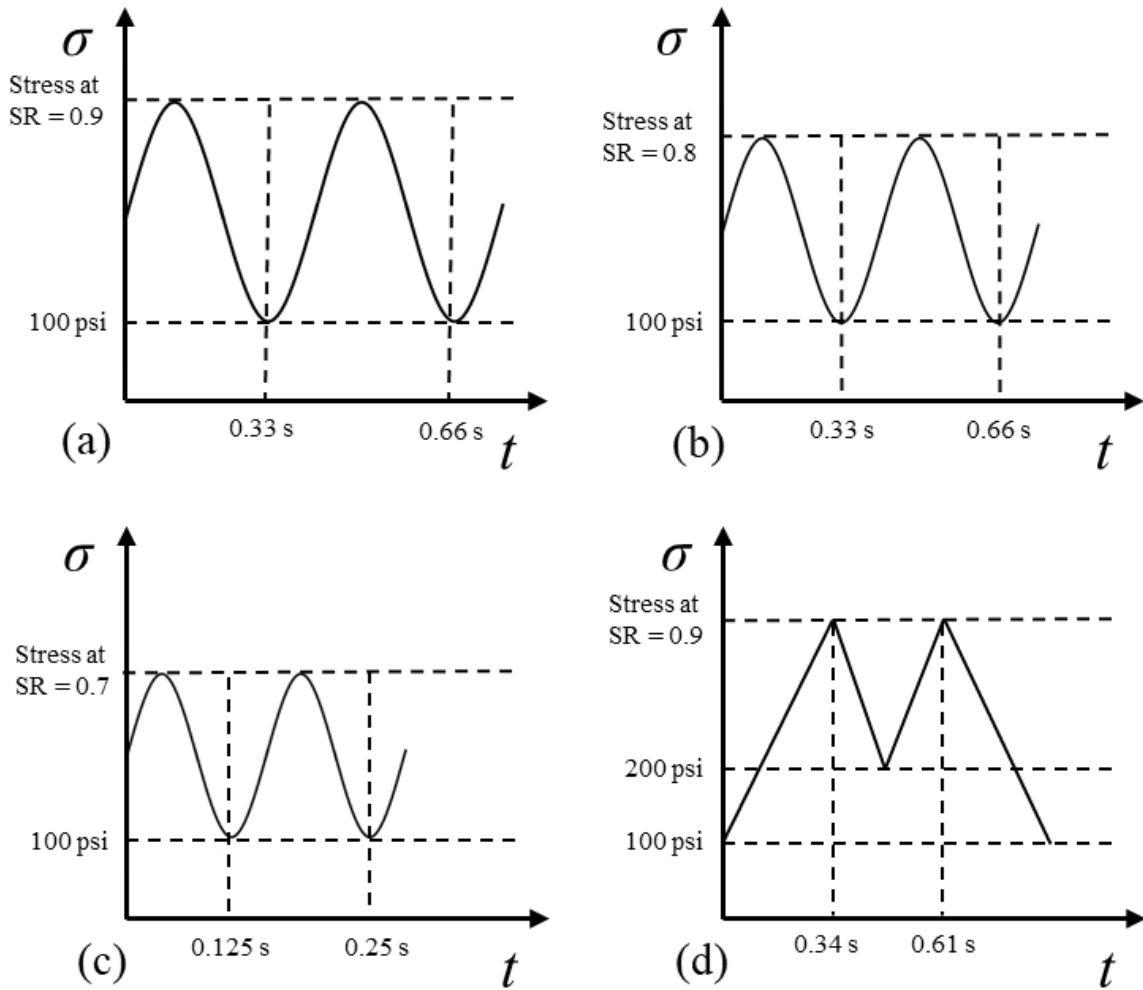 σ
Stress at
SR = 0.9
100 psi
0.33 s
0.66 s
(a)
t
σ
Stress at
SR = 0.8
100 psi
0.33 s
0.66 s
(b)
t
σ
Stress at
SR = 0.7
100 psi
0.125 s
0.25 s
(c)
t
σ
Stress at
SR = 0.9
200 psi
100 psi
0.34 s
0.61 s
(d)
t